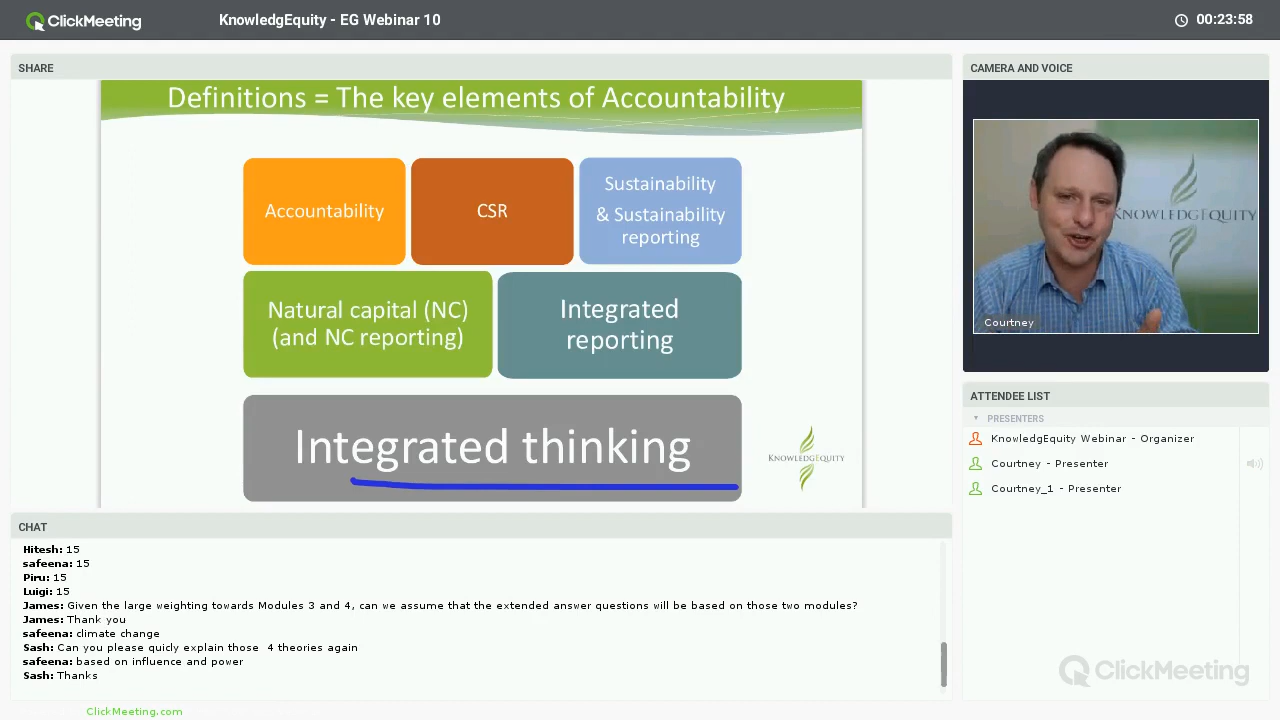 ClickMeeting
KnowledgEquity - EG Webinar 10
00:23:58
SHARE
Definitions = The key elements of Accountability
Accountability
CSR
Sustainability
& Sustainability
reporting
Natural capital (NC)
(and NC reporting)
Integrated
reporting
Integrated thinking
KNOWLEDGEQUITY
CAMERA AND VOICE
KNOWLEDGEQUITY
Courtney
ATTENDEE LIST
PRESENTERS
KnowledgEquity Webinar - Organizer
Courtney - Presenter
Courtney_1 - Presenter
CHAT
Hitesh: 15
safeena: 15
Piru: 15
Luigi: 15
James: Given the large weighting towards Modules 3 and 4, can we assume that the extended answer questions will be based on those two modules?
James: Thank you
safeena: climate change
Sash: Can you please quicly explain those 4 theories again
safeena: based on influence and power
Sash: Thanks
ClickMeeting
ClickMeeting.com